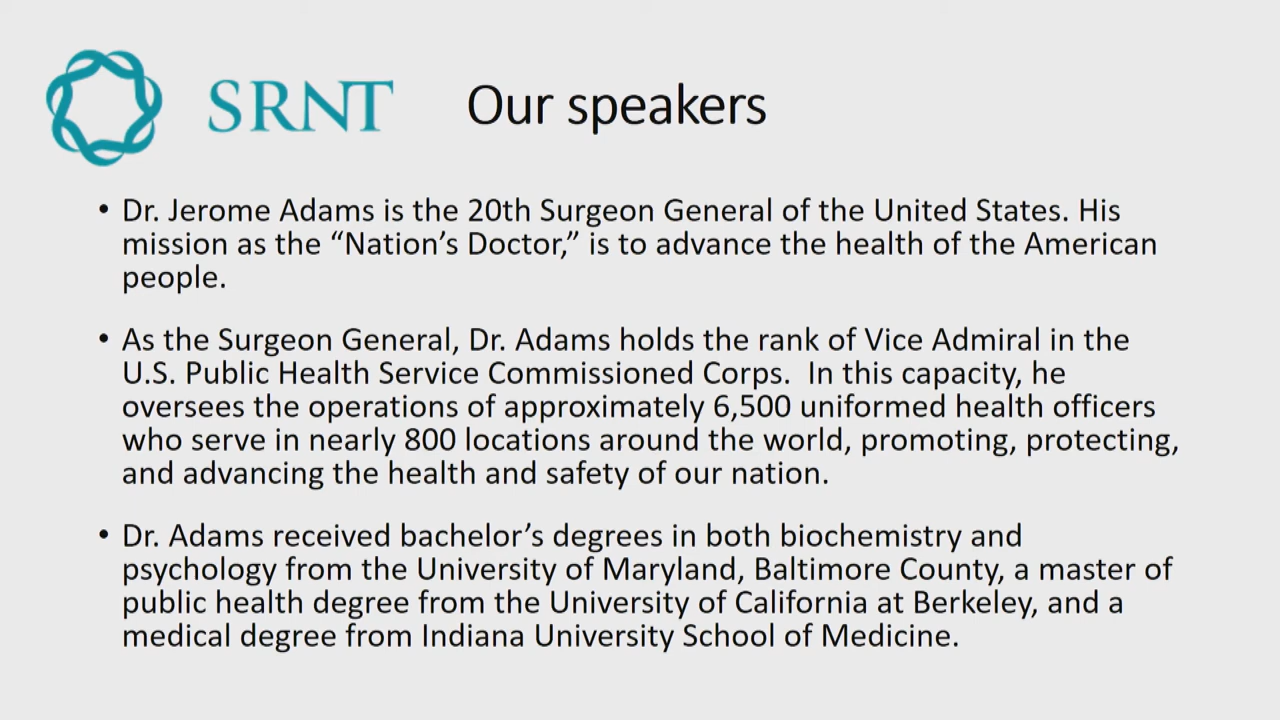 SRNT
Our speakers
• Dr. Jerome Adams is the 20th Surgeon General of the United States. His
mission as the “Nation’s Doctor,” is to advance the health of the American
people.
• As the Surgeon General, Dr. Adams holds the rank of Vice Admiral in the
U.S. Public Health Service Commissioned Corps.  In this capacity, he
oversees the operations of approximately 6,500 uniformed health officers
who serve in nearly 800 locations around the world, promoting, protecting,
and advancing the health and safety of our nation.
• Dr. Adams received bachelor’s degrees in both biochemistry and
psychology from the University of Maryland, Baltimore County, a master of
public health degree from the University of California at Berkeley, and a
medical degree from Indiana University School of Medicine.